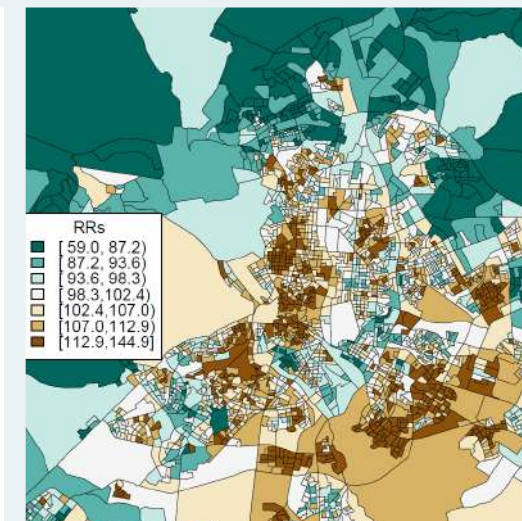 RRs
[ 59.0, 87.2)
[ 87.2, 93.6)
[ 93.6, 98.3)
[ 98.3,102.4)
[102.4,107.0)
[107.0,112.9)
[112.9,144.9]